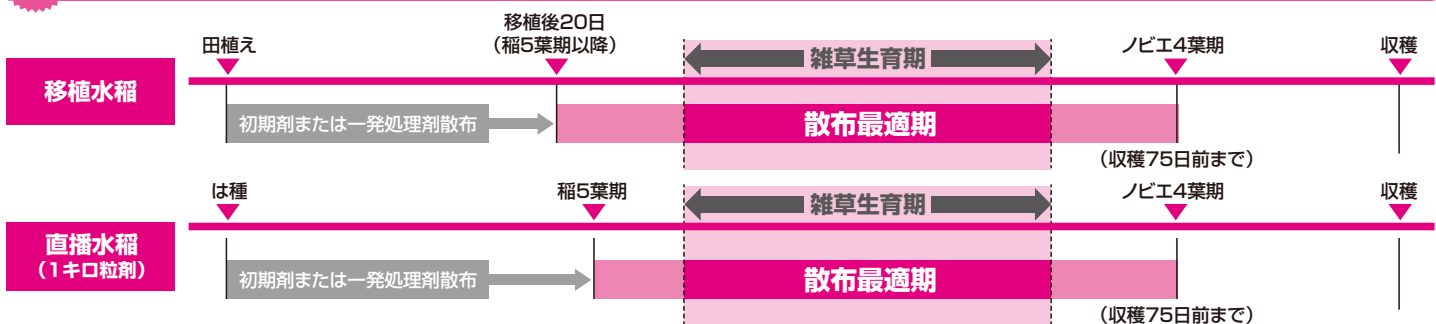 移植後20日
田植え
(稲5葉期以降)
ノビエ4葉期
収穫
雑草生育期
移植水稲
初期剤または一発処理剤散布
散布最適期
(収穫75日前まで)
は種
稲5葉期
ノビエ4葉期
収穫
雑草生育期
直播水稲
(1キロ粒剤)
初期剤または一発処理剤散布
散布最適期
(収穫75日前まで)